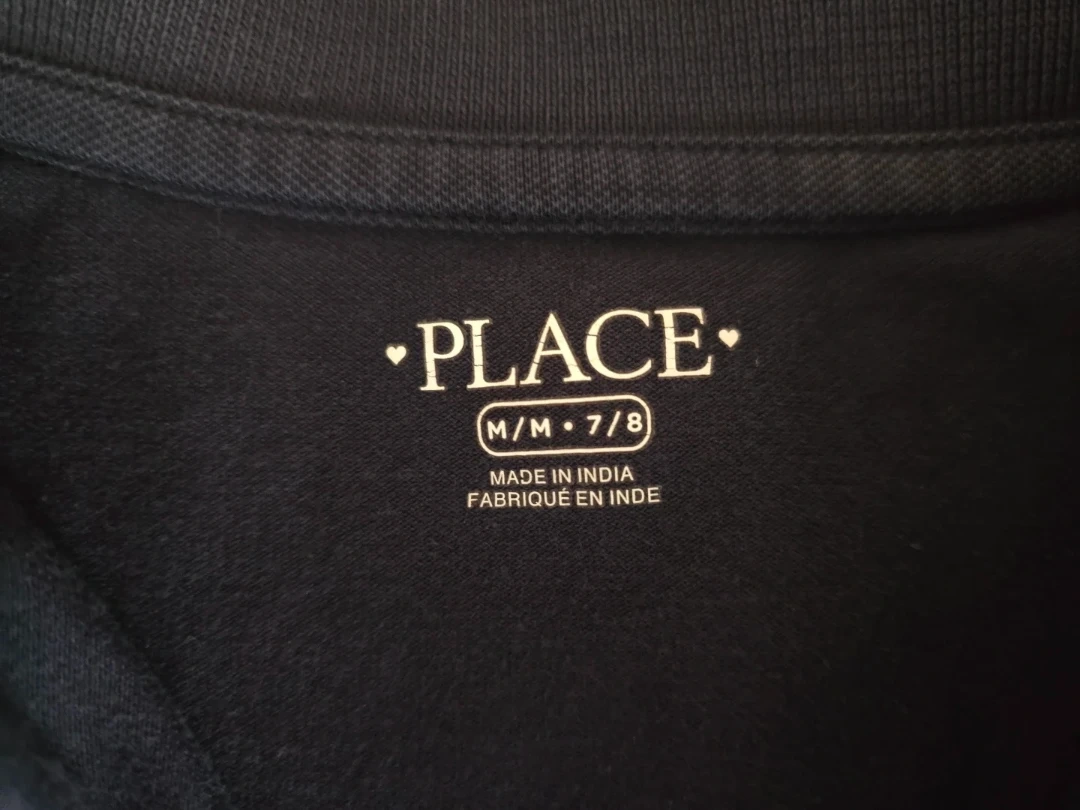 PLACE
M/M • 7/8
MADE IN INDIA
FABRIQUÉ EN INDE